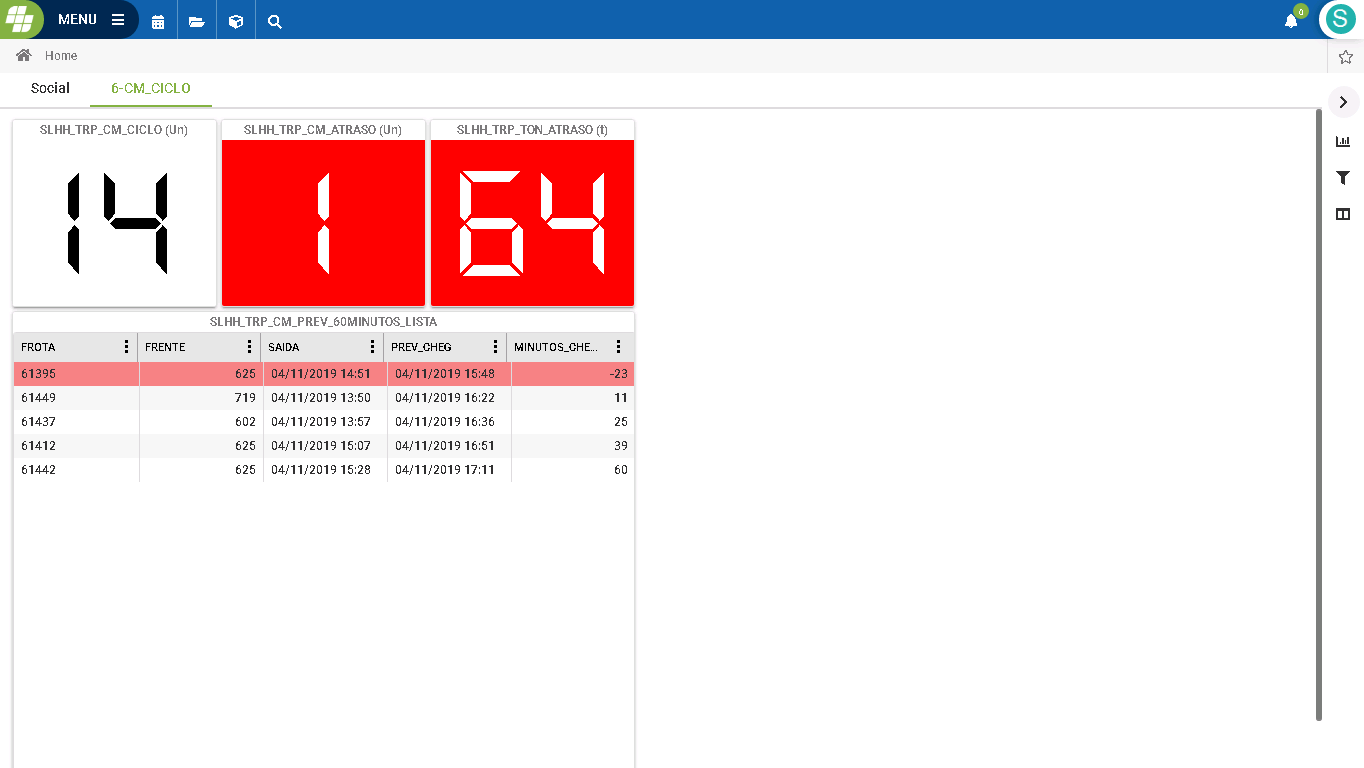 MENU
0
S
Home
Social 6-CM_CICLO
SLHH_TRP_CM_CICLO (Un) SLHH_TRP_CM_ATRASO (Un) SLHH_TRP_TON_ATRASO (t)
14 1 64
SLHH_TRP_CM_PREV_60MINUTOS_LISTA
FROTA FRENTE SAIDA PREV_CHEG MINUTOS_CHE...
61395 625 04/11/2019 14:51 04/11/2019 15:48 -23
61449 719 04/11/2019 13:50 04/11/2019 16:22 11
61437 602 04/11/2019 13:57 04/11/2019 16:36 25
61412 625 04/11/2019 15:07 04/11/2019 16:51 39
61442 625 04/11/2019 15:28 04/11/2019 17:11 60